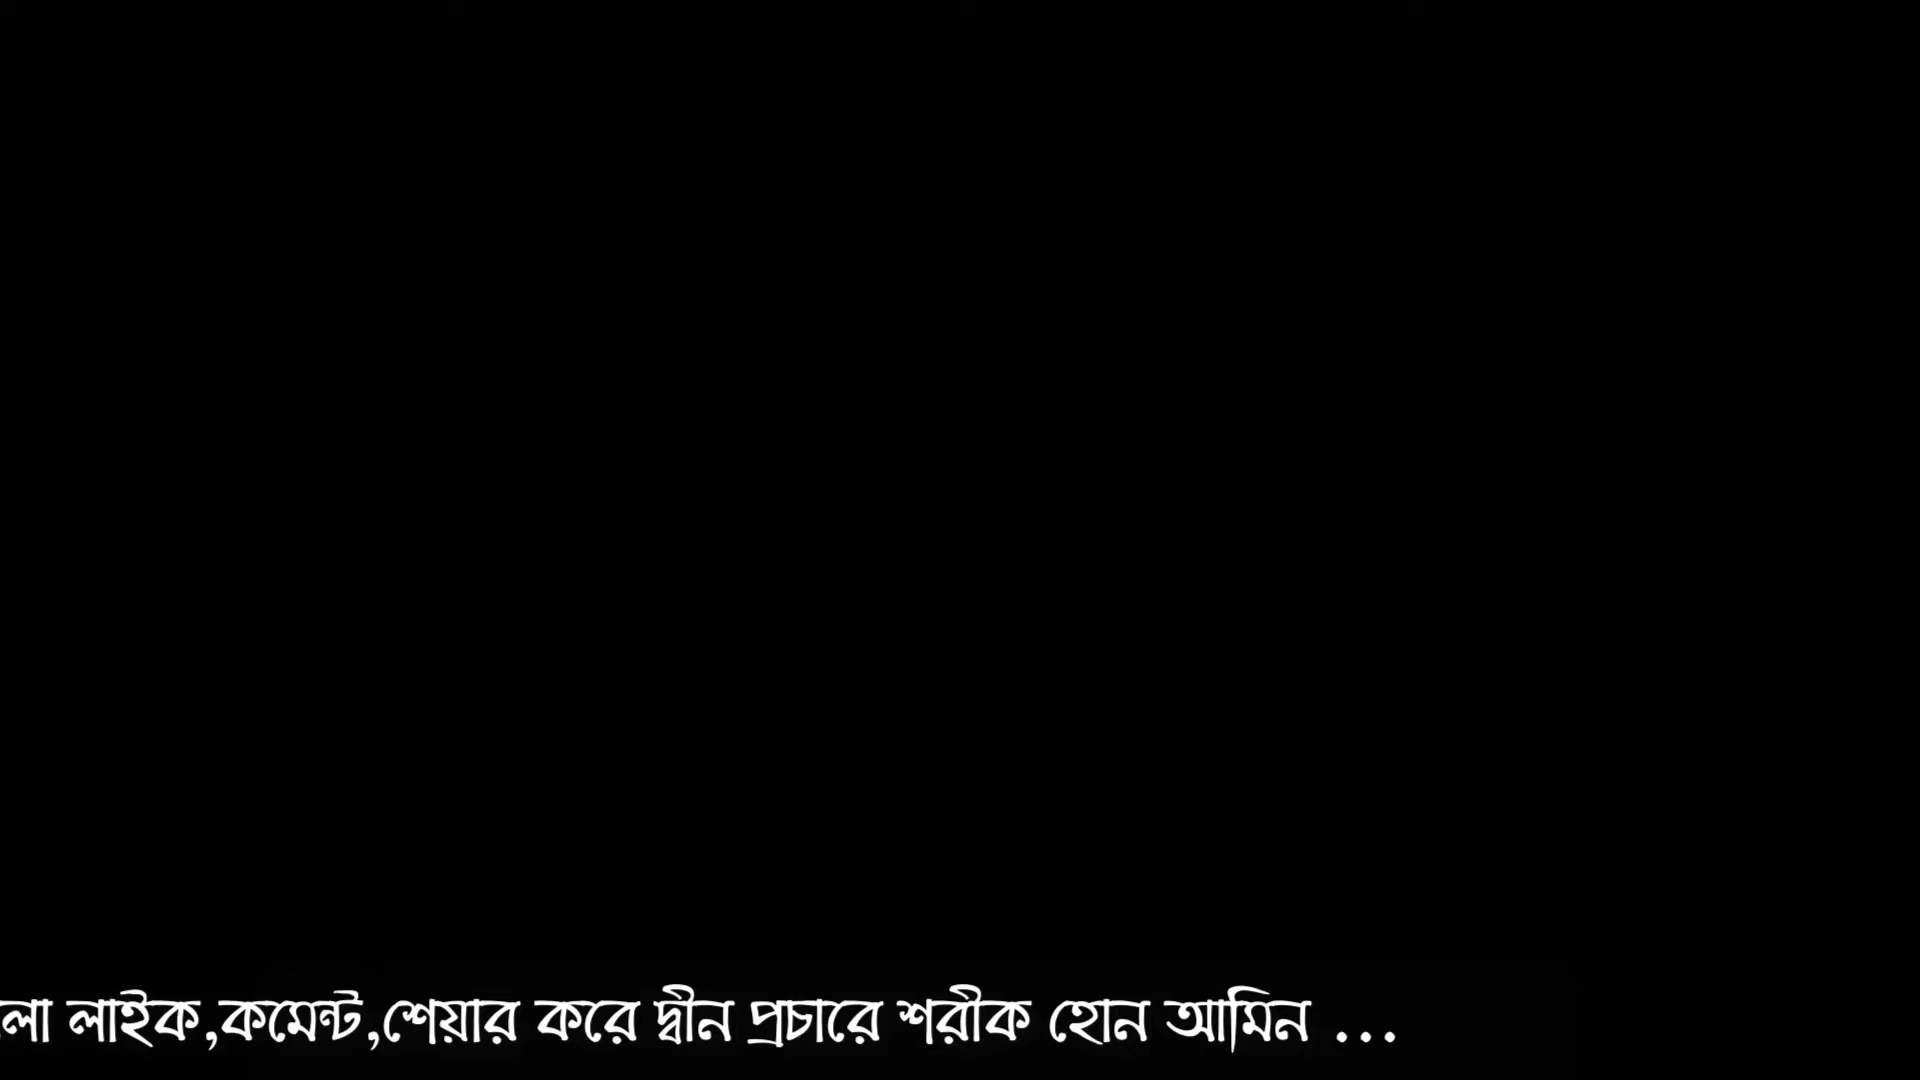 লা লাইক,কমেন্ট,শেয়ার করে দ্বীন প্রচারে শরীক হোন আমিন ...